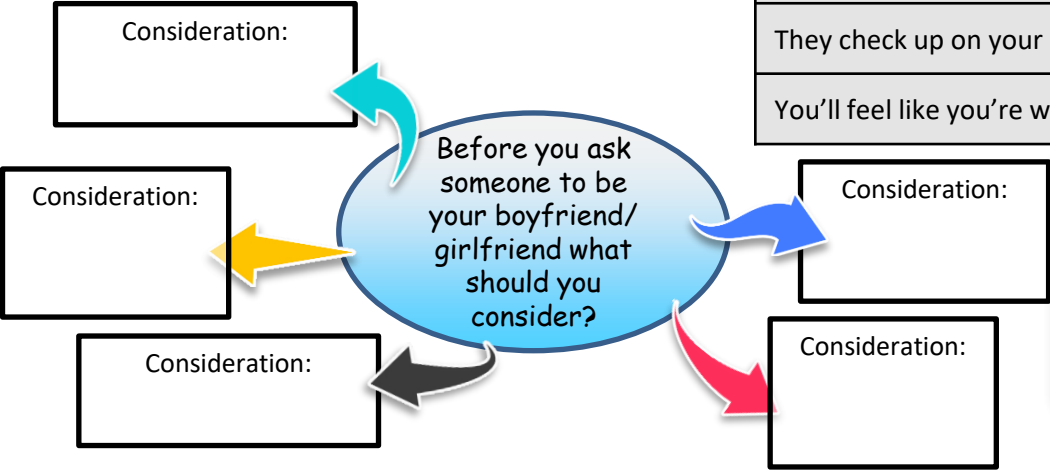 Consideration:
They check up on your
You'll feel like you're w
Before you ask
someone to be
your boyfriend/
girlfriend what
should you
consider?
Consideration:
Consideration:
Consideration:
Consideration: